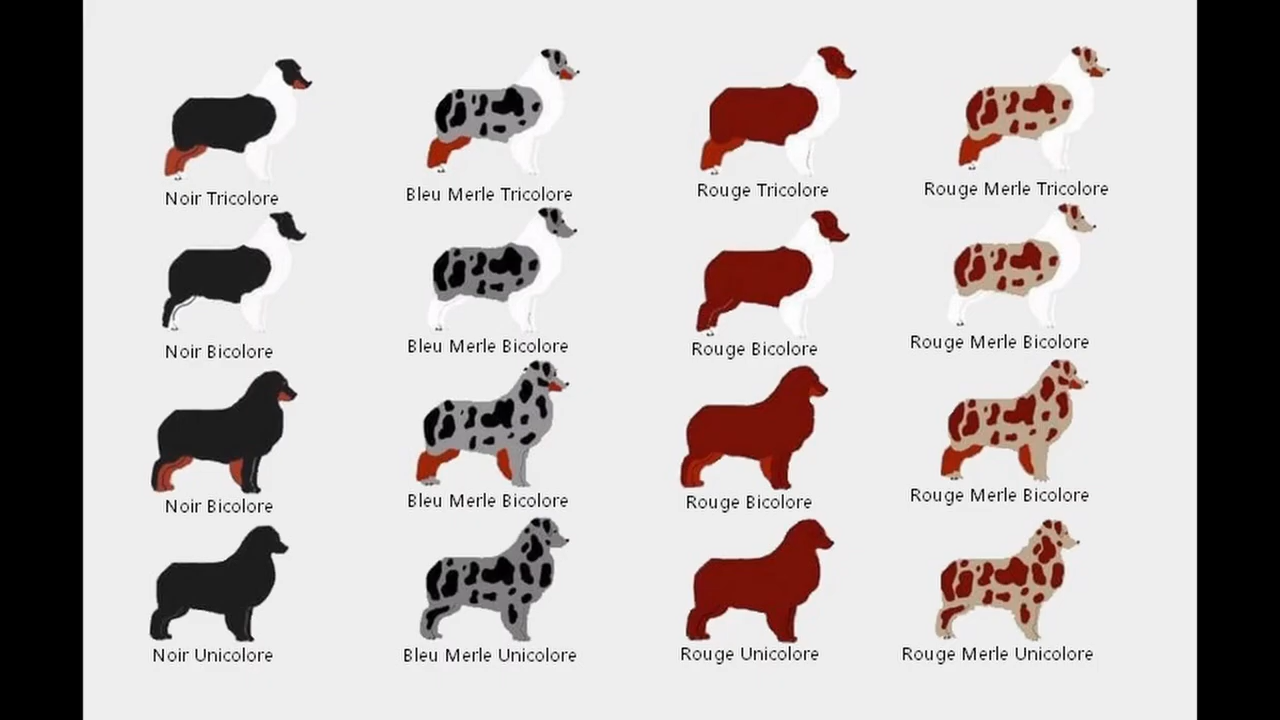 Noir Tricolore
Bleu Merle Tricolore
Rouge Tricolore
Rouge Merle Tricolore
Noir Bicolore
Bleu Merle Bicolore
Rouge Bicolore
Rouge Merle Bicolore
Noir Bicolore
Bleu Merle Bicolore
Rouge Bicolore
Rouge Merle Bicolore
Noir Unicolore
Bleu Merle Unicolore
Rouge Unicolore
Rouge Merle Unicolore